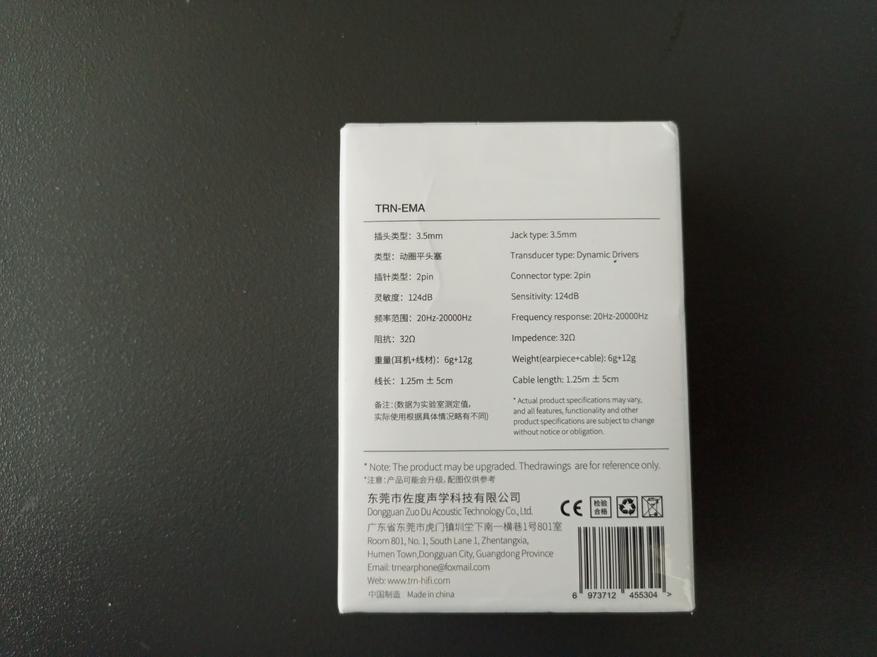 TRN-EMA
插头类型：3.5mm
类型：动圈平头塞
插针类型：2pin
灵敏度：124dB
频率范围：20Hz-20000Hz
阻抗：32Ω
重量(耳机+线材)：6g+12g
线长：1.25m ± 5cm
备注：(数据为实验室测定值，
实际使用根据具体情况略有不同)
Jack type: 3.5mm
Transducer type: Dynamic Drivers
Connector type: 2pin
Sensitivity: 124dB
Frequency response: 20Hz-20000Hz
Impedence: 32Ω
Weight(earpiece+cable): 6g+12g
Cable length: 1.25m ± 5cm
* Actual product specifications may vary,
and all features, functionality and other
product specifications are subject to change
without notice or obligation.
* Note: The product may be upgraded. Thedrawings are for reference only.
*注意：产品可能会升级，配图仅供参考
东莞市佐度声学科技有限公司
Dongguan Zuo Du Acoustic Technology Co., Ltd.
广东省东莞市虎门镇圳尘下南一横巷1号801室
Room 801, No. 1, South Lane 1, Zhentangxia,
Humen Town,Dongguan City, Guangdong Province
Email: trnearphone@foxmail.com
Web: www.trn-hifi.com
中国制造 Made in china
CE
检验
合格
6 973712 455304 >